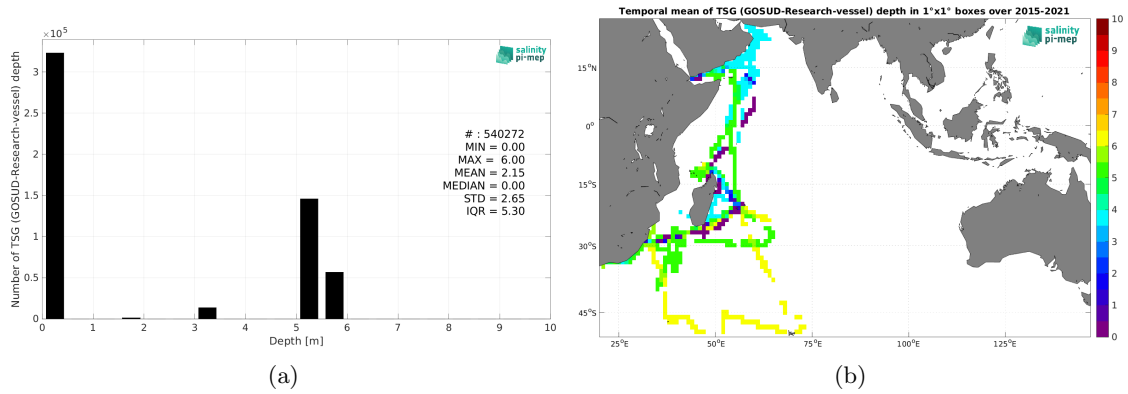 ×10⁵
3
2.5
2
1.5
1
0.5
0
Number of TSG (GOSUD-Research-vessel) depth
salinity
pi-mep
# : 540272
MIN = 0.00
MAX = 6.00
MEAN = 2.15
MEDIAN = 0.00
STD = 2.65
IQR = 5.30
0 1 2 3 4 5 6 7 8 9 10
Depth [m]
(a)
Temporal mean of TSG (GOSUD-Research-vessel) depth in 1°x1° boxes over 2015-2021
salinity
pi-mep
15°N
0°
15°S
30°S
45°S
25°E 50°E 75°E 100°E 125°E
10
9
8
7
6
5
4
3
2
1
0
(b)